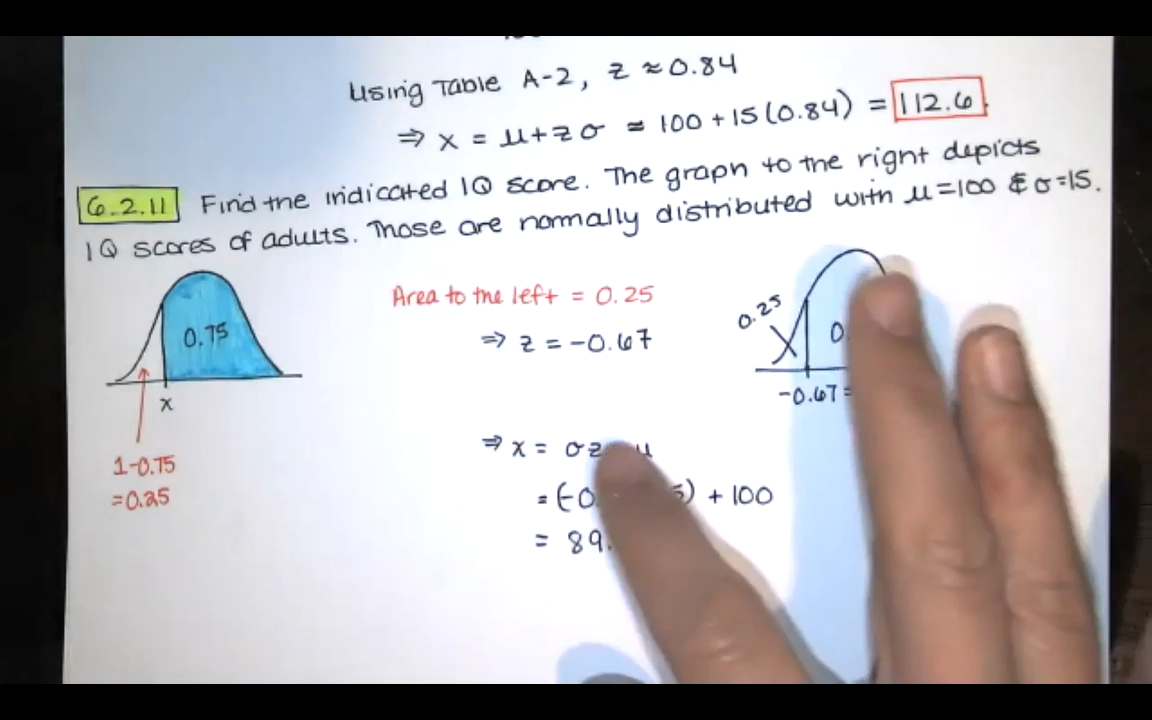 Using Table A-2, z ≈ 0.84
⇒ x = μ+zσ ≈ 100 + 15(0.84) = 112.6.
6.2.11 Find the indicated IQ score. The graph to the right depicts
IQ scores of adults. Those are normally distributed with μ=100 & σ=15.
0.75
x
1-0.75
=0.25
Area to the left = 0.25
⇒ z = -0.67
0.25
-0.67=
⇒ x = σz μ
= (-0. ) + 100
= 89.